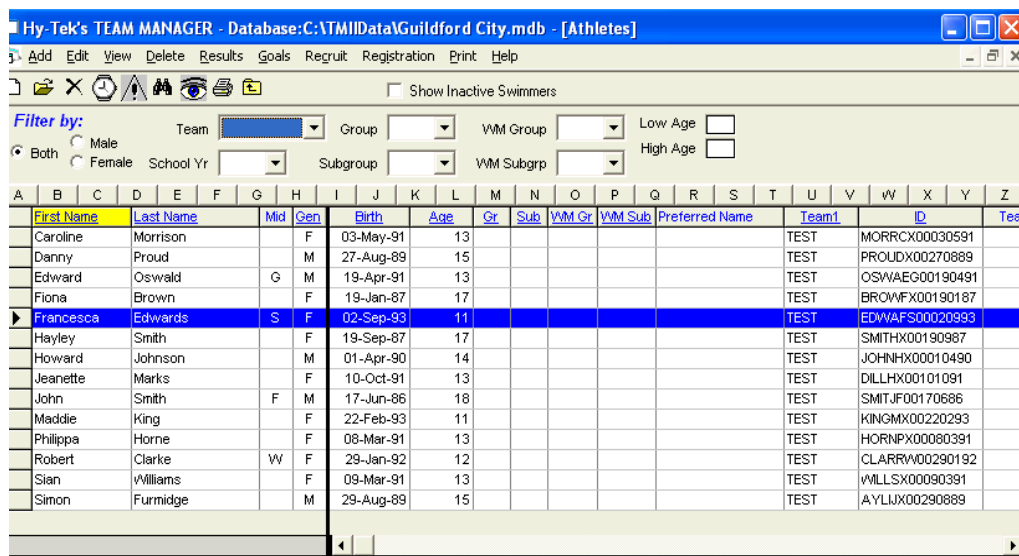 Hy-Tek's TEAM MANAGER - Database:C:\TMIIData\Guildford City.mdb - [Athletes]
Add Edit View Delete Results Goals Recruit Registration Print Help
Show Inactive Swimmers
Filter by: Team Group WM Group Low Age
Both Male Female School Yr Subgroup WM Subgrp High Age
A B C D E F G H I J K L M N O P Q R S T U V W X Y Z
First Name Last Name Mid Gen Birth Age Gr Sub WM Gr WM Sub Preferred Name Team1 ID Tea
Caroline Morrison F 03-May-91 13 TEST MORRCX00030591
Danny Proud M 27-Aug-89 15 TEST PROUDX00270889
Edward Oswald G M 19-Apr-91 13 TEST OSWAEG00190491
Fiona Brown F 19-Jan-87 17 TEST BROWFX00190187
Francesca Edwards S F 02-Sep-93 11 TEST EDWAFS00020993
Hayley Smith F 19-Sep-87 17 TEST SMITHX00190987
Howard Johnson M 01-Apr-90 14 TEST JOHNHX00010490
Jeanette Marks F 10-Oct-91 13 TEST DILLHX00101091
John Smith F M 17-Jun-86 18 TEST SMITJF00170686
Maddie King F 22-Feb-93 11 TEST KINGMX00220293
Philippa Horne F 08-Mar-91 13 TEST HORNPX00080391
Robert Clarke W F 29-Jan-92 12 TEST CLARRW00290192
Sian Williams F 09-Mar-91 13 TEST WILLSX00090391
Simon Furmidge M 29-Aug-89 15 TEST AYLIJX00290889